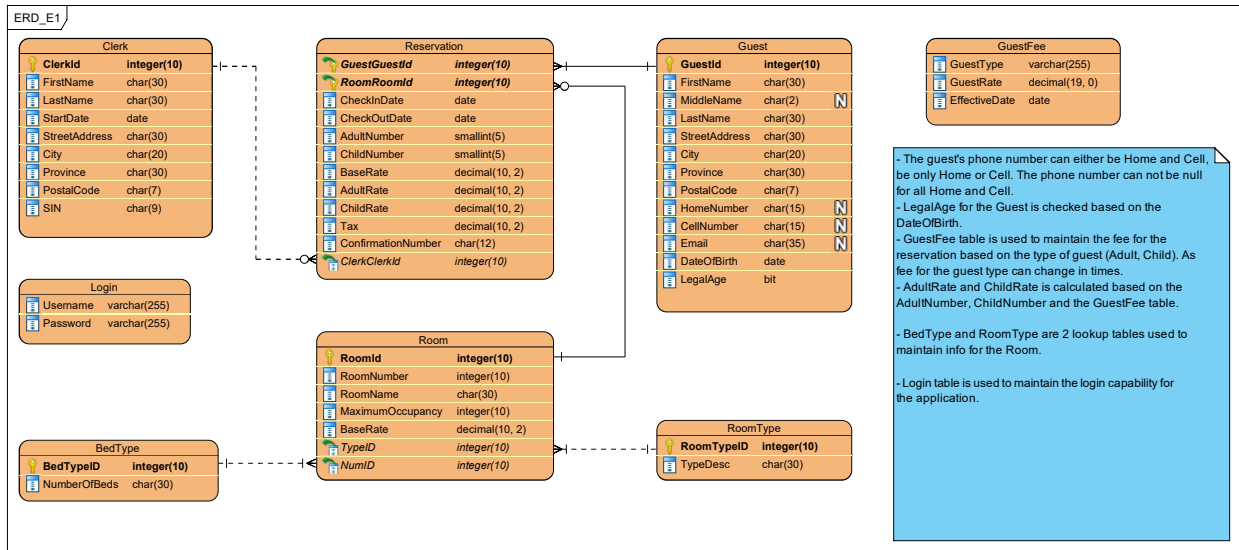 ERD_E1
Clerk
ClerkId integer(10)
FirstName char(30)
LastName char(30)
StartDate date
StreetAddress char(30)
City char(20)
Province char(30)
PostalCode char(7)
SIN char(9)
Reservation
GuestGuestId integer(10)
RoomRoomId integer(10)
CheckInDate date
CheckOutDate date
AdultNumber smallint(5)
ChildNumber smallint(5)
BaseRate decimal(10, 2)
AdultRate decimal(10, 2)
ChildRate decimal(10, 2)
Tax decimal(10, 2)
ConfirmationNumber char(12)
ClerkClerkId integer(10)
Guest
GuestId integer(10)
FirstName char(30)
MiddleName char(2) N
LastName char(30)
StreetAddress char(30)
City char(20)
Province char(30)
PostalCode char(7)
HomeNumber char(15) N
CellNumber char(15) N
Email char(35) N
DateOfBirth date
LegalAge bit
GuestFee
GuestType varchar(255)
GuestRate decimal(19, 0)
EffectiveDate date
Login
Username varchar(255)
Password varchar(255)
Room
RoomId integer(10)
RoomNumber integer(10)
RoomName char(30)
MaximumOccupancy integer(10)
BaseRate decimal(10, 2)
TypeID integer(10)
NumID integer(10)
BedType
BedTypeID integer(10)
NumberOfBeds char(30)
RoomType
RoomTypeID integer(10)
TypeDesc char(30)
- The guest's phone number can either be Home and Cell,
be only Home or Cell. The phone number can not be null
for all Home and Cell.
- LegalAge for the Guest is checked based on the
DateOfBirth.
- GuestFee table is used to maintain the fee for the
reservation based on the type of guest (Adult, Child). As
fee for the guest type can change in times.
- AdultRate and ChildRate is calculated based on the
AdultNumber, ChildNumber and the GuestFee table.
- BedType and RoomType are 2 lookup tables used to
maintain info for the Room.
- Login table is used to maintain the login capability for
the application.